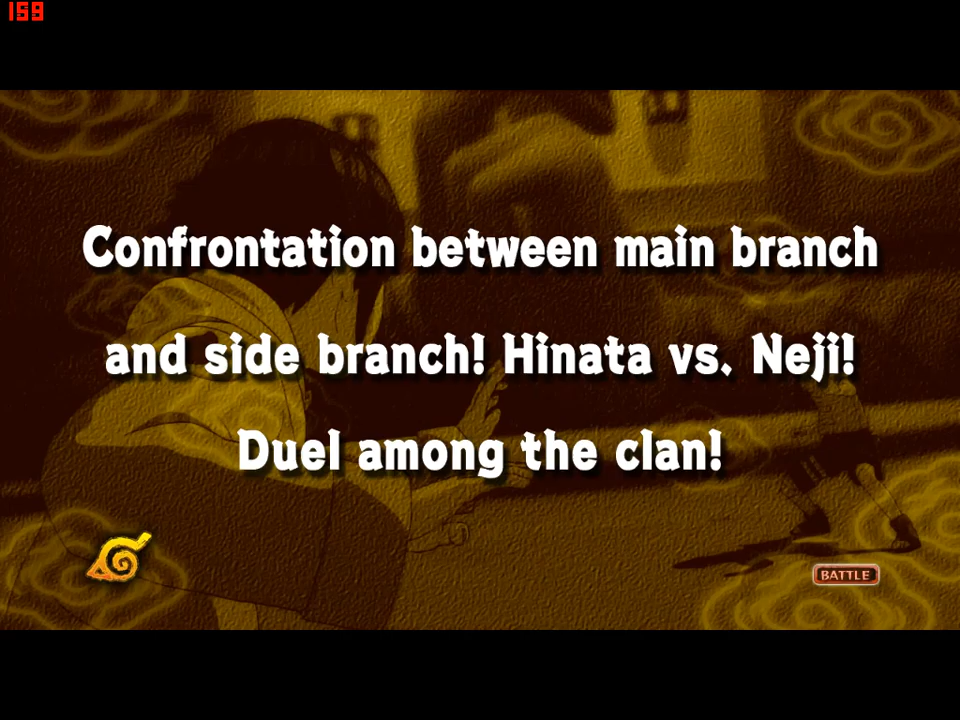 159
Confrontation between main branch
and side branch! Hinata vs. Neji!
Duel among the clan!
BATTLE